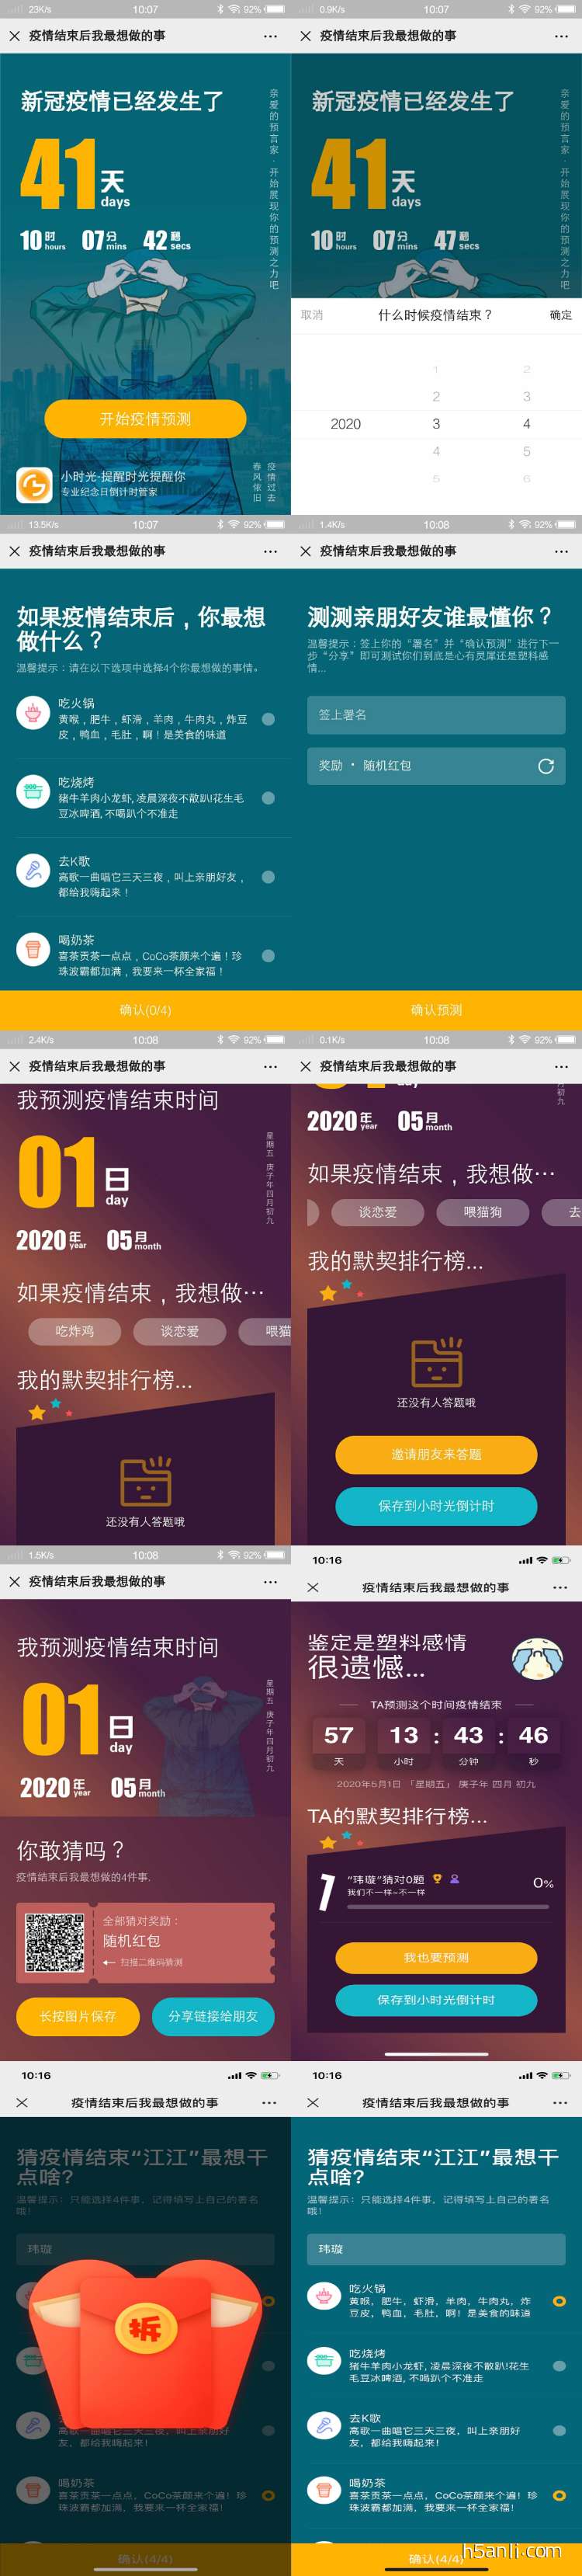 23K/s 10:07 92%
疫情结束后我最想做的事
新冠疫情已经发生了
41天
days
10时 hours 07分 mins 42秒 secs
亲爱的预言家·开始展现你的预测之力吧
开始疫情预测
小时光-提醒时光提醒你
专业纪念日倒计时管家
疫情过去
春风依旧
0.9K/s 10:07 92%
疫情结束后我最想做的事
新冠疫情已经发生了
41天
days
10时 hours 07分 mins 47秒 secs
亲爱的预言家·开始展现你的预测之力吧
取消 什么时候疫情结束？ 确定
1 2
2 3
2020 3 4
4 5
5 6
13.5K/s 10:07 92%
疫情结束后我最想做的事
如果疫情结束后，你最想
做什么？
温馨提示：请在以下选项中选择4个你最想做的事情。
吃火锅
黄喉，肥牛，虾滑，羊肉，牛肉丸，炸豆
皮，鸭血，毛肚，啊！是美食的味道
吃烧烤
猪牛羊肉小龙虾, 凌晨深夜不散趴!花生毛
豆冰啤酒, 不喝趴个不准走
去K歌
高歌一曲唱它三天三夜，叫上亲朋好友，
都给我嗨起来！
喝奶茶
喜茶贡茶一点点，CoCo茶颜来个遍！珍
珠波霸都加满，我要来一杯全家福！
确认(0/4)
1.4K/s 10:08 92%
疫情结束后我最想做的事
测测亲朋好友谁最懂你？
温馨提示：签上你的“署名”并“确认预测”进行下一
步“分享”即可测试你们到底是心有灵犀还是塑料感
情...
签上署名
奖励 · 随机红包
确认预测
2.4K/s 10:08 92%
疫情结束后我最想做的事
我预测疫情结束时间
01日
day
2020年 year 05月 month
星期五 庚子年四月初九
如果疫情结束，我想做···
吃炸鸡 谈恋爱 喂猫
我的默契排行榜...
还没有人答题哦
0.1K/s 10:08 92%
疫情结束后我最想做的事
day
月初九
2020年 year 05月 month
如果疫情结束，我想做···
谈恋爱 喂猫狗 去
我的默契排行榜...
还没有人答题哦
邀请朋友来答题
保存到小时光倒计时
1.5K/s 10:08 92%
疫情结束后我最想做的事
我预测疫情结束时间
01日
day
2020年 year 05月 month
星期五 庚子年四月初九
你敢猜吗？
疫情结束后我最想做的4件事.
全部猜对奖励：
随机红包
扫描二维码猜测
长按图片保存 分享链接给朋友
10:16
疫情结束后我最想做的事
鉴定是塑料感情
很遗憾...
TA预测这个时间疫情结束
57 13 : 43 : 46
天 小时 分钟 秒
2020年5月1日 「星期五」 庚子年 四月 初九
TA的默契排行榜...
1 “玮璇”猜对0题 0%
我们不一样~不一样
我也要预测
保存到小时光倒计时
10:16
疫情结束后我最想做的事
猜疫情结束“江江”最想干
点啥?
温馨提示：只能选择4件事，记得填写上自己的署名
哦！
玮璇
拆
去K歌
高歌一曲唱它三天三夜，叫上亲朋好
友，都给我嗨起来！
喝奶茶
喜茶贡茶一点点，CoCo茶颜来个遍！珍
珠波霸都加满，我要来一杯全家福！
确认(4/4)
10:16
疫情结束后我最想做的事
猜疫情结束“江江”最想干
点啥?
温馨提示：只能选择4件事，记得填写上自己的署名
哦！
玮璇
吃火锅
黄喉，肥牛，虾滑，羊肉，牛肉丸，炸
豆皮，鸭血，毛肚，啊！是美食的味道
吃烧烤
猪牛羊肉小龙虾, 凌晨深夜不散趴!花生
毛豆冰啤酒, 不喝趴个不准走
去K歌
高歌一曲唱它三天三夜，叫上亲朋好
友，都给我嗨起来！
喝奶茶
喜茶贡茶一点点，CoCo茶颜来个遍！珍
珠波霸都加满，我要来一杯全家福！
确认(4/4)
h5anli.com